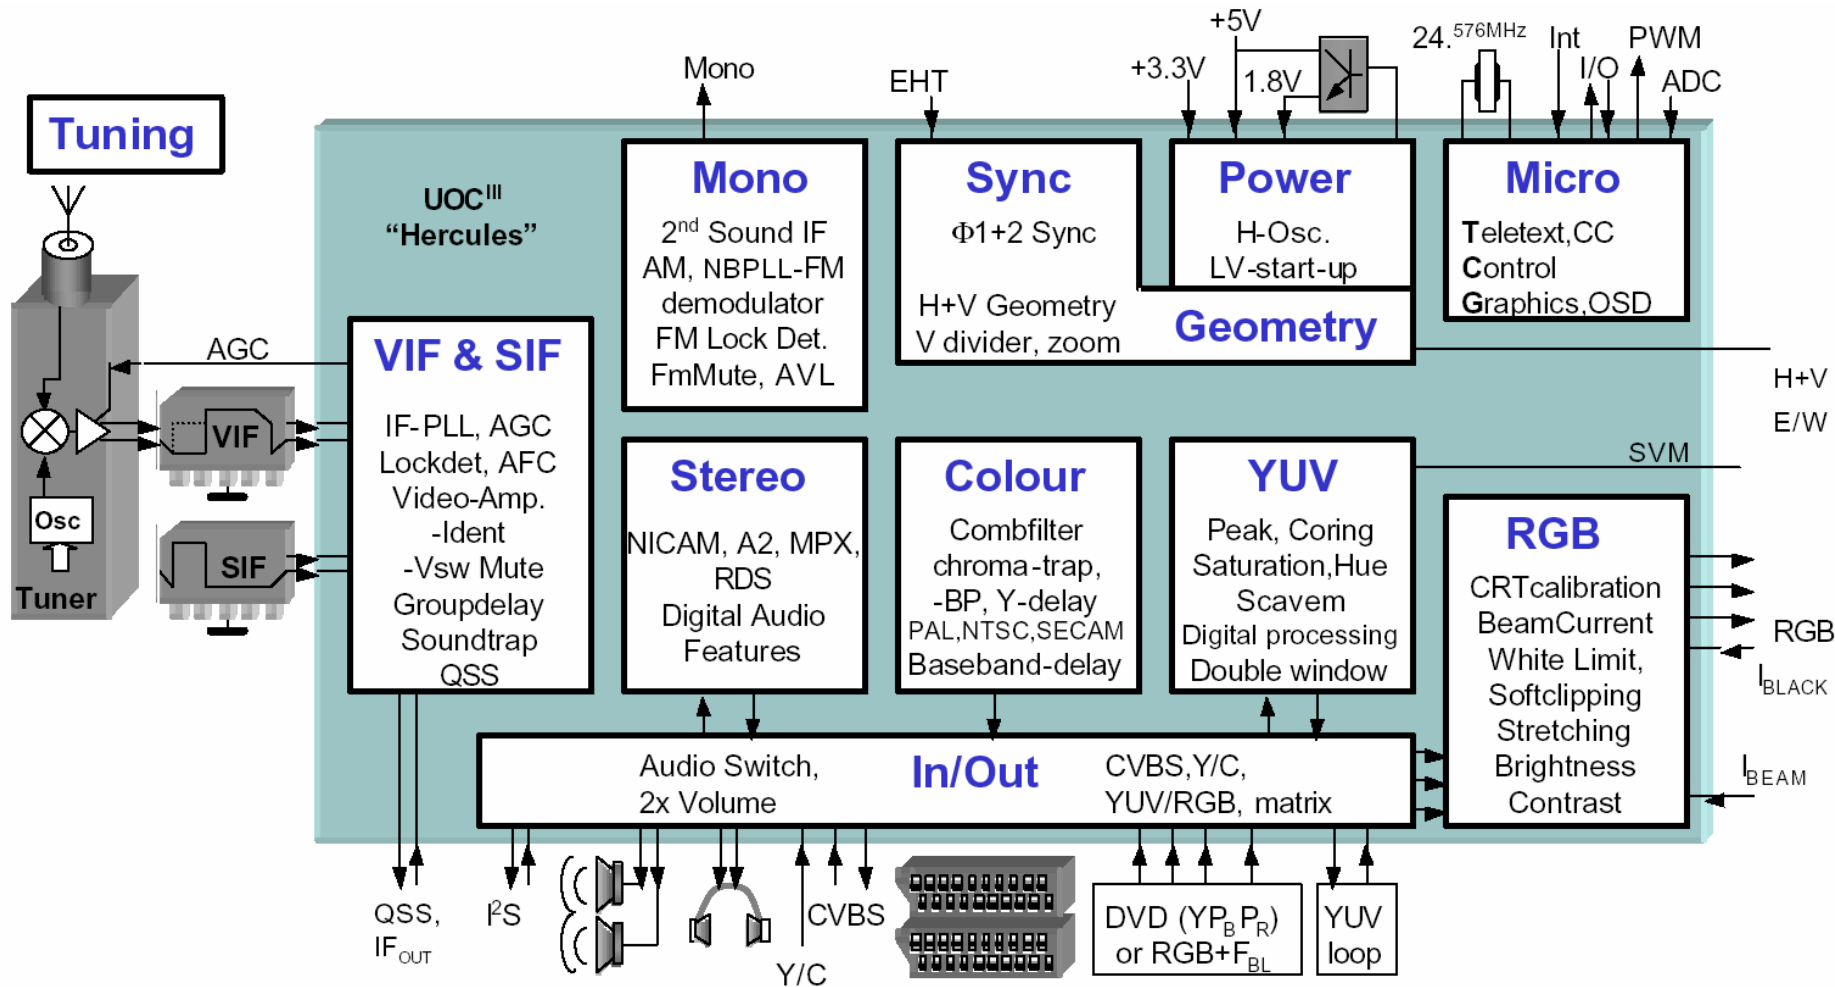 Tuning
Osc
Tuner
AGC
VIF
SIF
UOC^III
“Hercules”
VIF & SIF
IF-PLL, AGC
Lockdet, AFC
Video-Amp.
-Ident
-Vsw Mute
Groupdelay
Soundtrap
QSS
QSS,
IF_OUT
Mono
Mono
2nd Sound IF
AM, NBPLL-FM
demodulator
FM Lock Det.
FmMute, AVL
EHT
Sync
Φ1+2 Sync
H+V Geometry
V divider, zoom
Geometry
+3.3V
+5V
1.8V
Power
H-Osc.
LV-start-up
24.576MHz
Int
I/O
PWM
ADC
Micro
Teletext,CC
Control
Graphics,OSD
H+V
E/W
Stereo
NICAM, A2, MPX,
RDS
Digital Audio
Features
Colour
Combfilter
chroma-trap,
-BP, Y-delay
PAL,NTSC,SECAM
Baseband-delay
YUV
Peak, Coring
Saturation,Hue
Scavem
Digital processing
Double window
SVM
RGB
CRTcalibration
BeamCurrent
White Limit,
Softclipping
Stretching
Brightness
Contrast
RGB
I_BLACK
I_BEAM
Audio Switch,
2x Volume
In/Out
CVBS,Y/C,
YUV/RGB, matrix
I²S
Y/C
CVBS
DVD (YP_B P_R)
or RGB+F_BL
YUV
loop